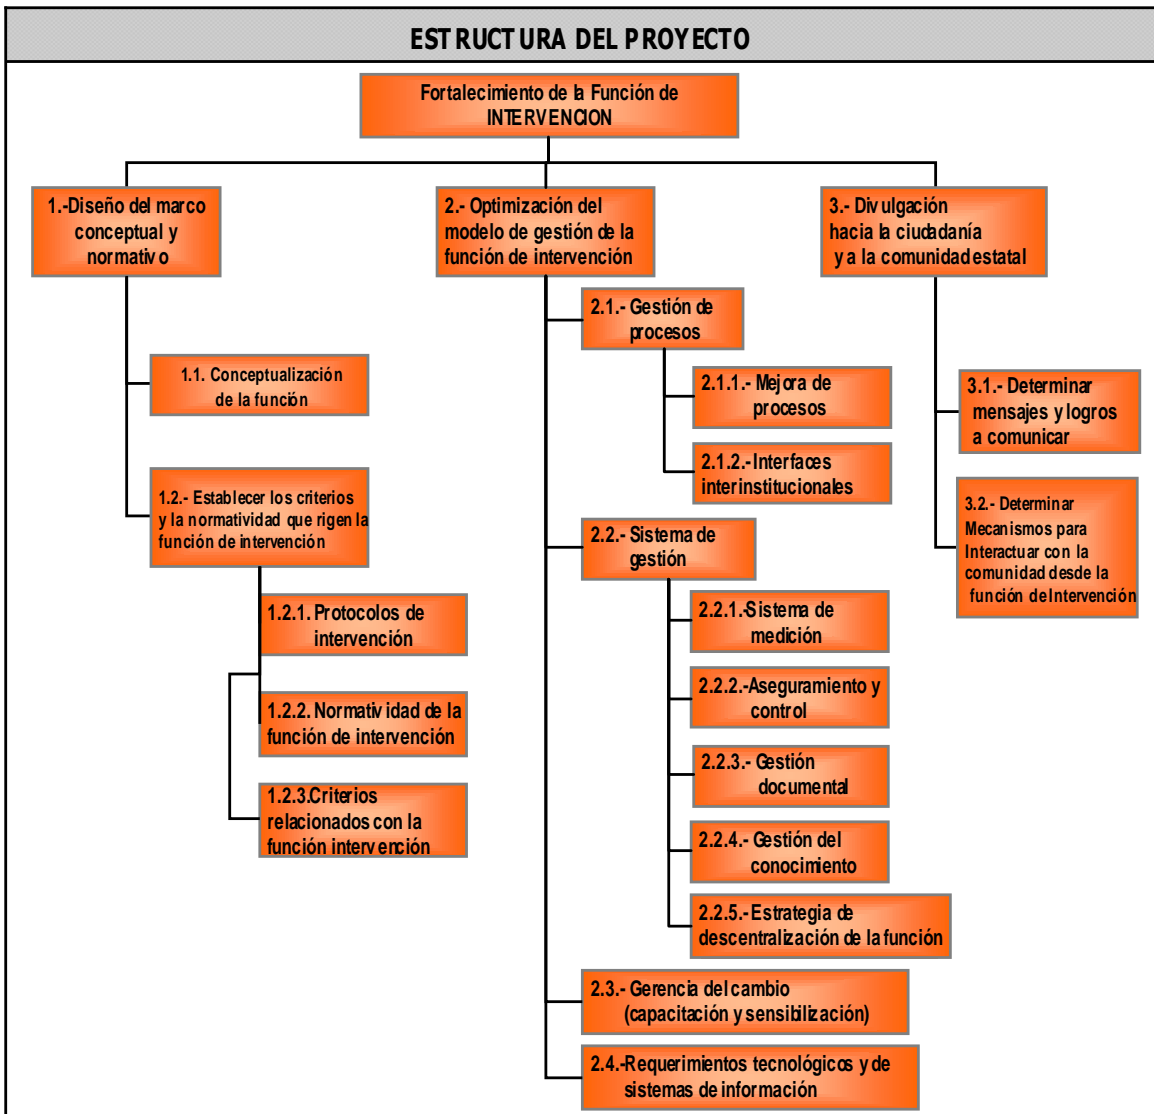 ESTRUCTURA DEL PROYECTO
Fortalecimiento de la Función de
INTERVENCION
1.-Diseño del marco
conceptual y
normativo
1.1. Conceptualización
de la función
1.2.- Establecer los criterios
y la normatividad que rigen la
función de intervención
1.2.1. Protocolos de
intervención
1.2.2. Normatividad de la
función de intervención
1.2.3.Criterios
relacionados con la
función intervención
2.- Optimización del
modelo de gestión de la
función de intervención
2.1.- Gestión de
procesos
2.1.1.- Mejora de
procesos
2.1.2.- Interfaces
interinstitucionales
2.2.- Sistema de
gestión
2.2.1.-Sistema de
medición
2.2.2.-Aseguramiento y
control
2.2.3.- Gestión
documental
2.2.4.- Gestión del
conocimiento
2.2.5.- Estrategia de
descentralización de la función
2.3.- Gerencia del cambio
(capacitación y sensibilización)
2.4.-Requerimientos tecnológicos y de
sistemas de información
3.- Divulgación
hacia la ciudadanía
y a la comunidad estatal
3.1.- Determinar
mensajes y logros
a comunicar
3.2.- Determinar
Mecanismos para
Interactuar con la
comunidad desde la
función de Intervención